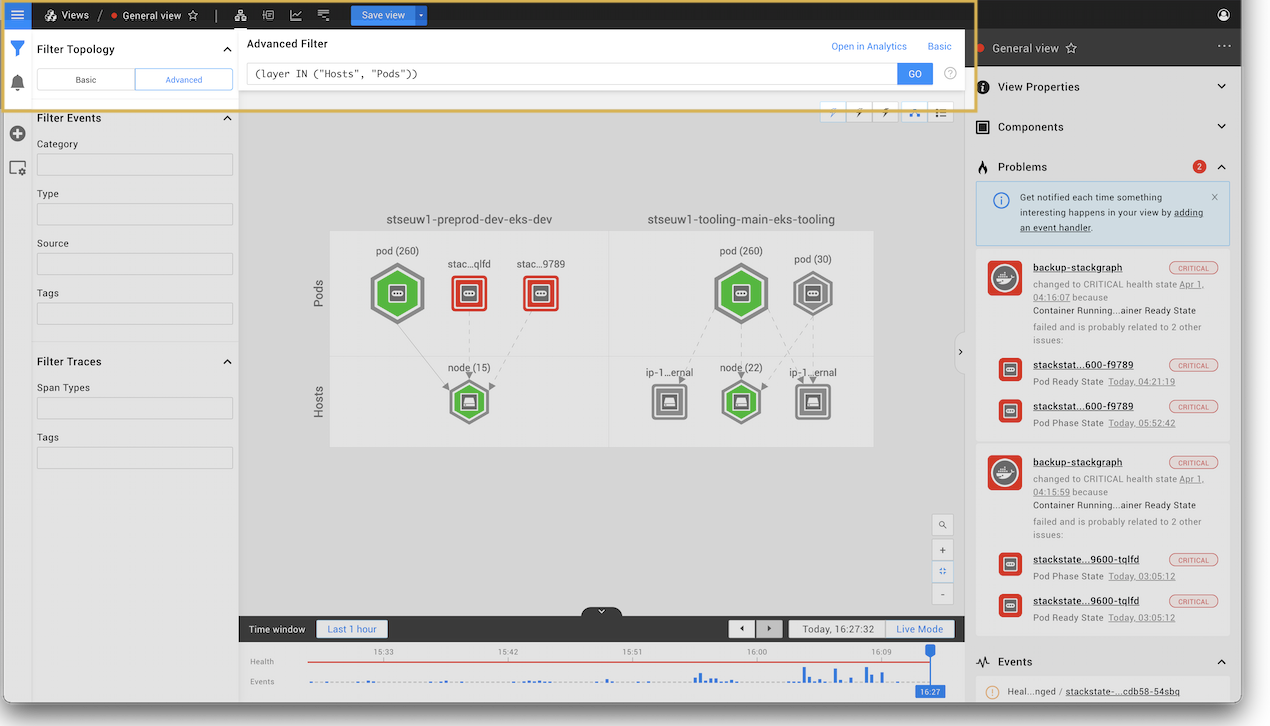 Views / General view
Save view
Filter Topology
Basic
Advanced
Advanced Filter
Open in Analytics
Basic
(layer IN ("Hosts", "Pods"))
GO
?
Filter Events
Category
Type
Source
Tags
Filter Traces
Span Types
Tags
stseuw1-preprod-dev-eks-dev
stseuw1-tooling-main-eks-tooling
Pods
Hosts
pod (260)
stac...qlfd
stac...9789
pod (260)
pod (30)
node (15)
ip-1...ernal
node (22)
ip-1...ernal
+
-
Time window
Last 1 hour
Today, 16:27:32
Live Mode
15:33
15:42
15:51
16:00
16:09
Health
Events
16:27
General view
...
View Properties
Components
Problems
2
Get notified each time something
interesting happens in your view by adding
an event handler.
backup-stackgraph
CRITICAL
changed to CRITICAL health state Apr 1,
04:16:07 because
Container Running...ainer Ready State
failed and is probably related to 2 other
issues:
stackstat...600-f9789
CRITICAL
Pod Ready State Today, 04:21:19
stackstat...600-f9789
CRITICAL
Pod Phase State Today, 05:52:42
backup-stackgraph
CRITICAL
changed to CRITICAL health state Apr 1,
04:15:59 because
Container Running...ainer Ready State
failed and is probably related to 2 other
issues:
stackstate...9600-tqlfd
CRITICAL
Pod Phase State Today, 03:05:12
stackstate...9600-tqlfd
CRITICAL
Pod Ready State Today, 03:05:12
Events
Heal...nged / stackstate-...cdb58-54sbq